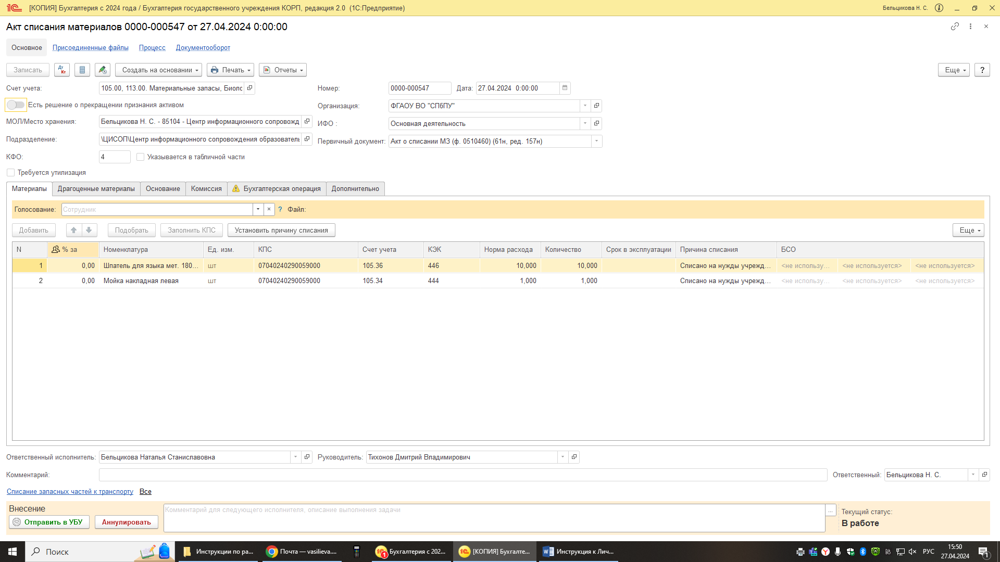 [КОПИЯ] Бухгалтерия с 2024 года / Бухгалтерия государственного учреждения КОРП, редакция 2.0 (1С:Предприятие)
Бельцикова Н. С.
Акт списания материалов 0000-000547 от 27.04.2024 0:00:00
Основное Присоединенные файлы Процесс Документооборот
Записать Дт Кт Создать на основании Печать Отчеты Еще ?
Счет учета: 105.00, 113.00. Материальные запасы, Биолс Номер: 0000-000547 Дата: 27.04.2024 0:00:00
Есть решение о прекращении признания активом Организация: ФГАОУ ВО "СПбПУ"
МОЛ/Место хранения: Бельцикова Н. С. - 85104 - Центр информационного сопровожд ИФО : Основная деятельность
Подразделение: \ЦИСОП\Центр информационного сопровождения образователь Первичный документ: Акт о списании МЗ (ф. 0510460) (61н, ред. 157н)
КФО: 4 Указывается в табличной части
Требуется утилизация
Материалы Драгоценные материалы Основание Комиссия Бухгалтерская операция Дополнительно
Голосование: Сотрудник ? Файл:
Добавить Подобрать Заполнить КПС Установить причину списания Еще
N % за Номенклатура Ед. изм. КПС Счет учета КЭК Норма расхода Количество Срок в эксплуатации Причина списания БСО
1 0,00 Шпатель для языка мет. 180... шт 07040240290059000 105.36 446 10,000 10,000 Списано на нужды учрежд... <не использу... <не используется> <не используется>
2 0,00 Мойка накладная левая шт 07040240290059000 105.34 444 1,000 1,000 Списано на нужды учрежд... <не использу... <не используется> <не используется>
Ответственный исполнитель: Бельцикова Наталья Станиславовна Руководитель: Тихонов Дмитрий Владимирович
Комментарий: Ответственный: Бельцикова Н. С.
Списание запасных частей к транспорту Все
Внесение
Комментарий для следующего исполнителя, описание выполнения задачи
...
Текущий статус:
Отправить в УБУ Аннулировать
В работе
Поиск Инструкции по ра... Почта — vasilieva.... 1 Бухгалтерия с 202... [КОПИЯ] Бухгалте... Инструкция к Лич... РУС
15:50
27.04.2024
1